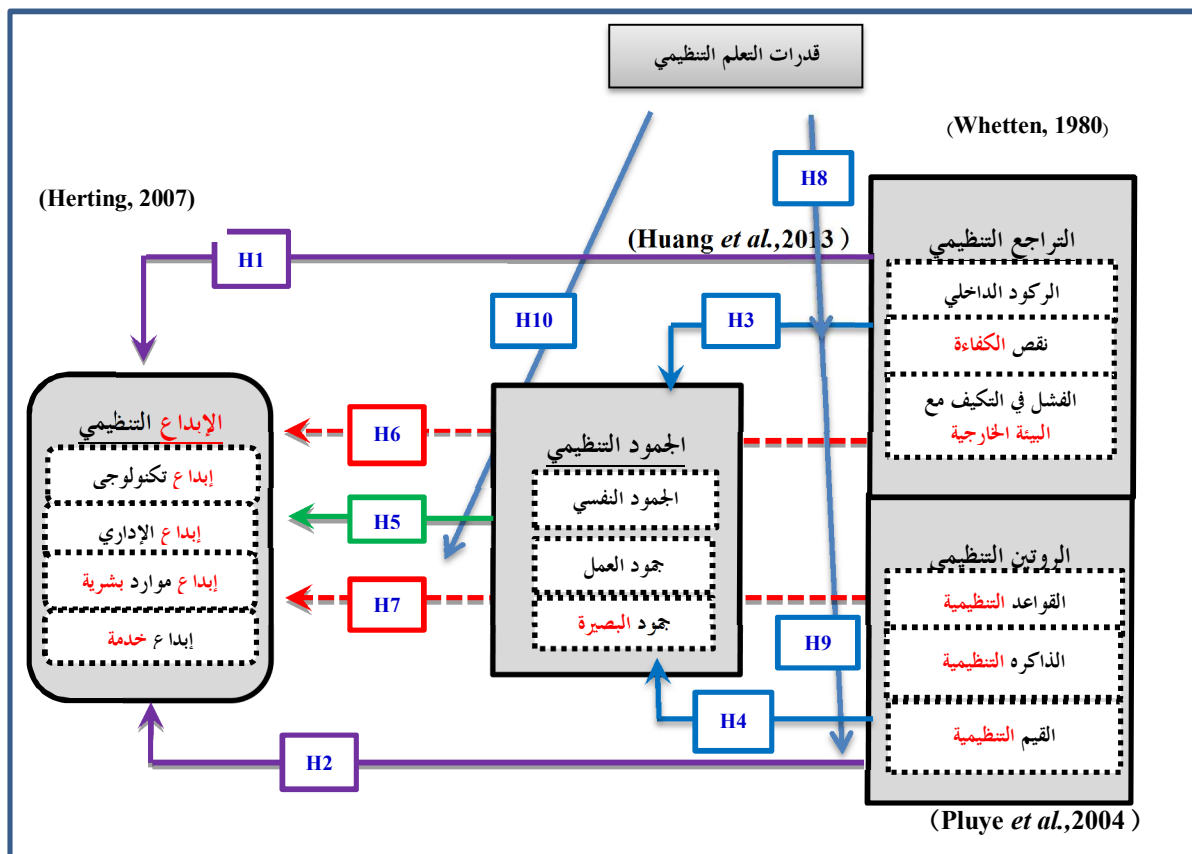 قدرات التعلم التنظيمي
(Whetten, 1980)
H8
(Herting, 2007)
(Huang et al.,2013 )
H1
التراجع التنظيمي
الركود الداخلي
نقص الكفاءة
الفشل في التكيف مع
البيئة الخارجية
H10
H3
H6
H5
H7
الإبداع التنظيمي
إبداع تكنولوجى
إبداع الإداري
إبداع موارد بشرية
إبداع خدمة
الجمود التنظيمي
الجمود النفسي
جمود العمل
جمود البصيرة
الروتين التنظيمى
القواعد التنظيمية
الذاكره التنظيمية
القيم التنظيمية
H9
H4
H2
(Pluye et al.,2004 )